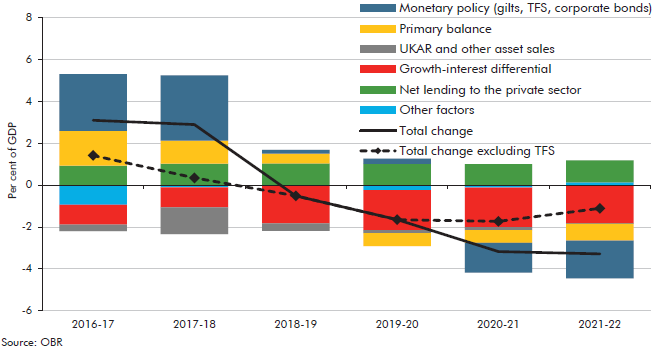 Monetary policy (gilts, TFS, corporate bonds)
Primary balance
UKAR and other asset sales
Growth-interest differential
Net lending to the private sector
Other factors
Total change
Total change excluding TFS
Per cent of GDP
8
6
4
2
0
-2
-4
-6
2016-17 2017-18 2018-19 2019-20 2020-21 2021-22
Source: OBR